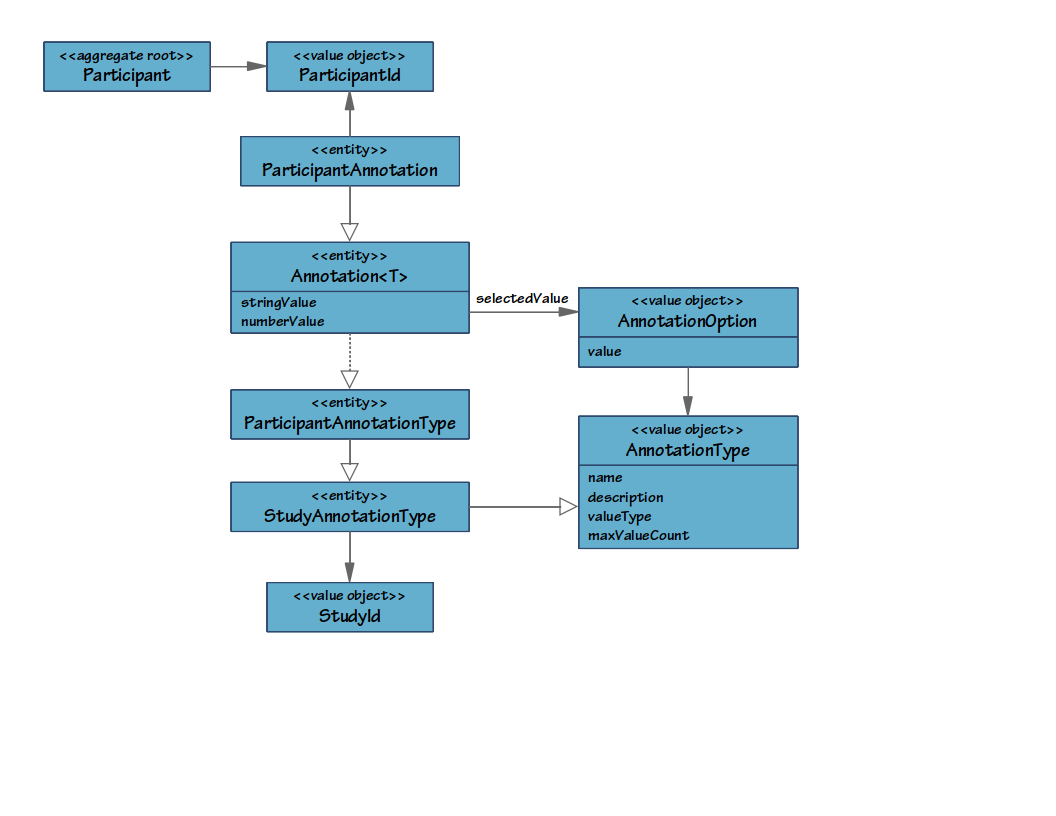 <<aggregate root>>
Participant
<<value object>>
ParticipantId
<<entity>>
ParticipantAnnotation
<<entity>>
Annotation<T>
stringValue
numberValue
selectedValue
<<value object>>
AnnotationOption
value
<<entity>>
ParticipantAnnotationType
<<value object>>
AnnotationType
name
description
valueType
maxValueCount
<<entity>>
StudyAnnotationType
<<value object>>
StudyId